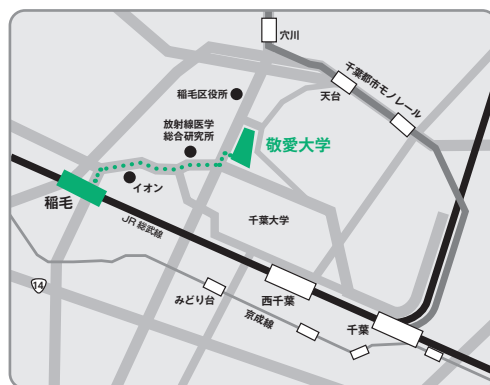 穴川
千葉都市モノレール
天台
稲毛区役所
放射線医学
総合研究所
敬愛大学
イオン
稲毛
JR 総武線
千葉大学
14
みどり台
西千葉
京成線
千葉